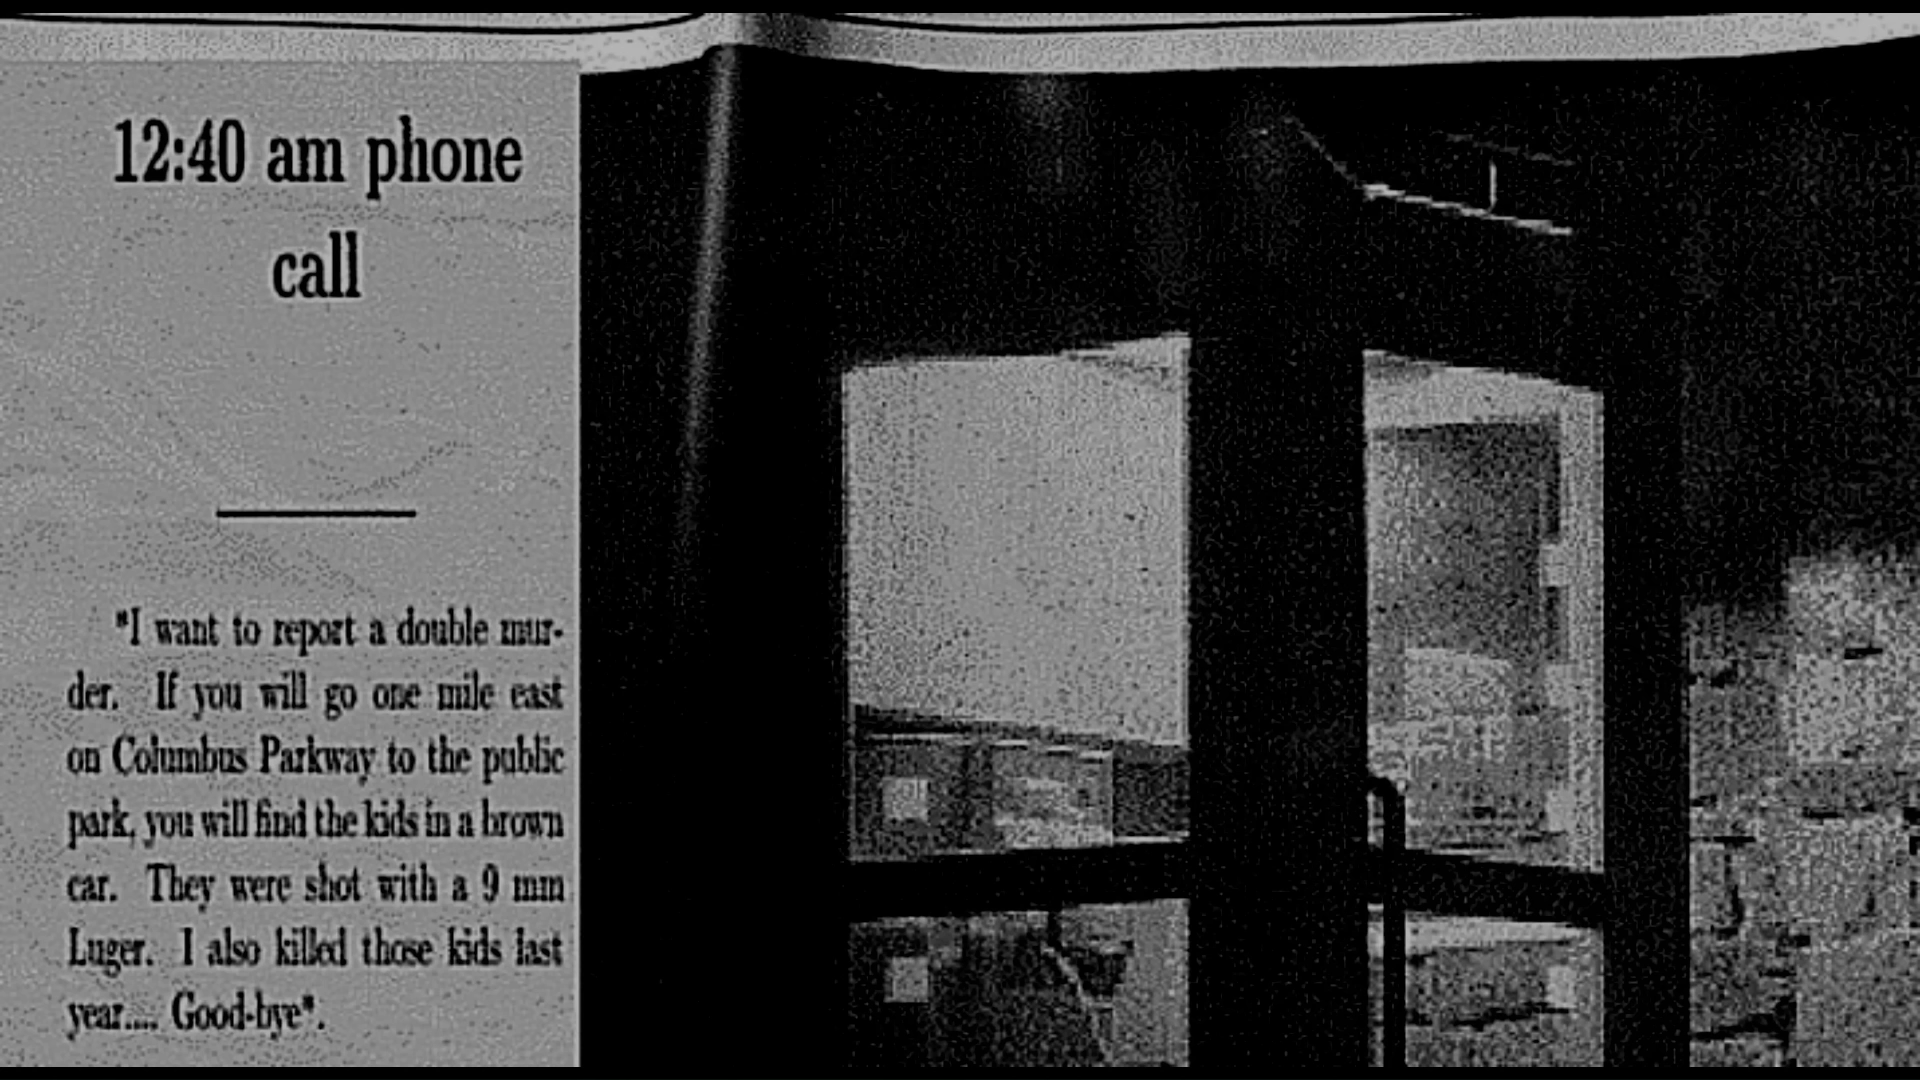 12:40 am phone
call
"I want to report a double mur-
der. If you will go one mile east
on Columbus Parkway to the public
park, you will find the kids in a brown
car. They were shot with a 9 mm
Luger. I also killed those kids last
year.... Good-bye".